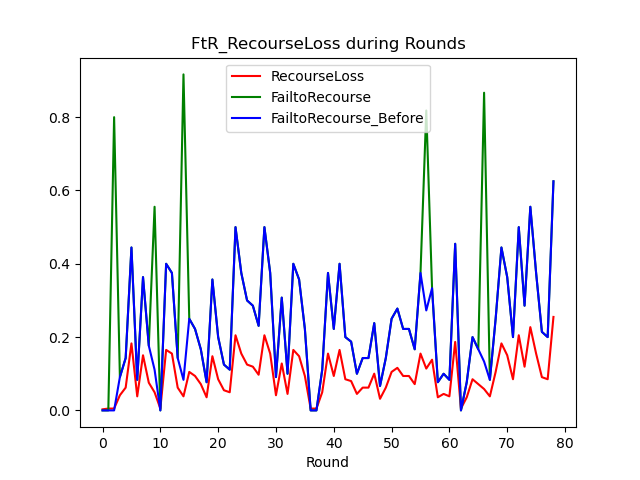 FtR_RecourseLoss during Rounds
RecourseLoss
FailtoRecourse
FailtoRecourse_Before
0.8
0.6
0.4
0.2
0.0
0 10 20 30 40 50 60 70 80
Round